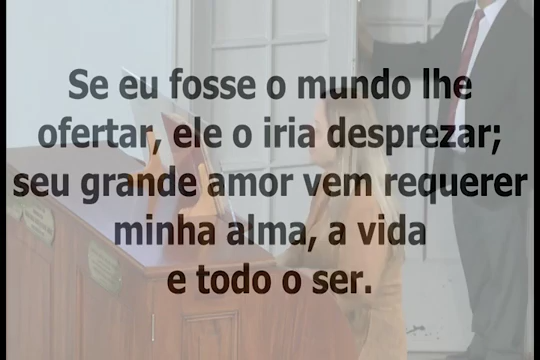 Se eu fosse o mundo lhe
ofertar, ele o iria desprezar;
seu grande amor vem requerer
minha alma, a vida
e todo o ser.